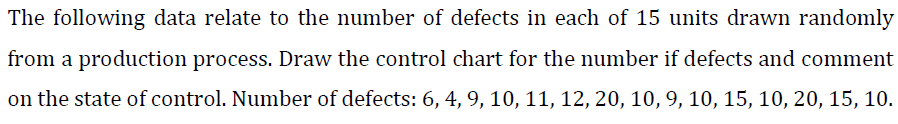 The following data relate to the number of defects in each of 15 units drawn randomly
from a production process. Draw the control chart for the number if defects and comment
on the state of control. Number of defects: 6, 4, 9, 10, 11, 12, 20, 10, 9, 10, 15, 10, 20, 15, 10.